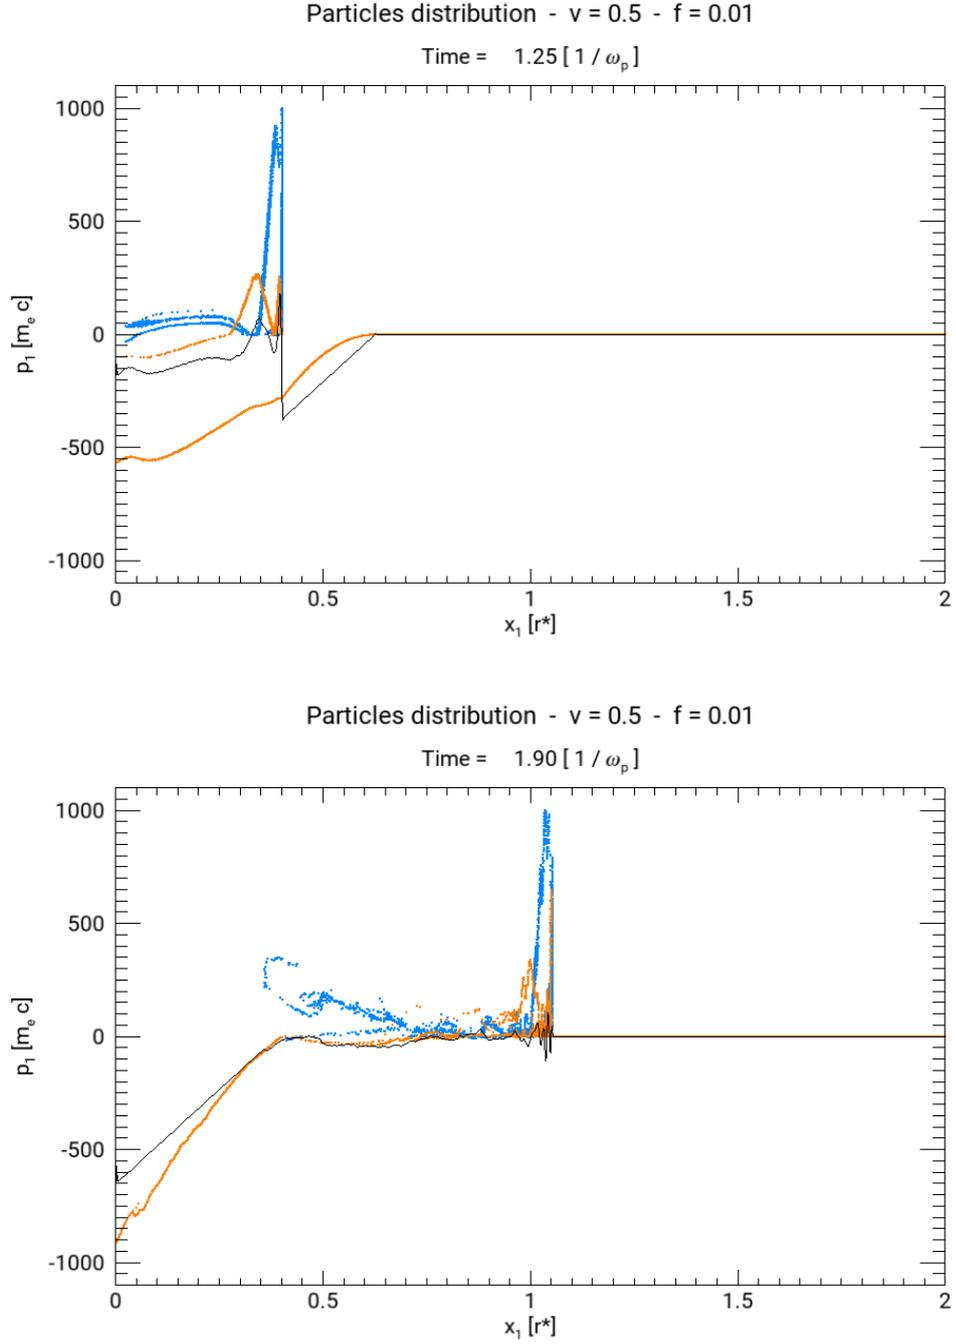 Particles distribution - v = 0.5 - f = 0.01
Time = 1.25 [ 1 / ωp ]
1000
500
0
-500
-1000
p1 [me c]
0 0.5 1 1.5 2
x1 [r*]
Particles distribution - v = 0.5 - f = 0.01
Time = 1.90 [ 1 / ωp ]
1000
500
0
-500
-1000
p1 [me c]
0 0.5 1 1.5 2
x1 [r*]